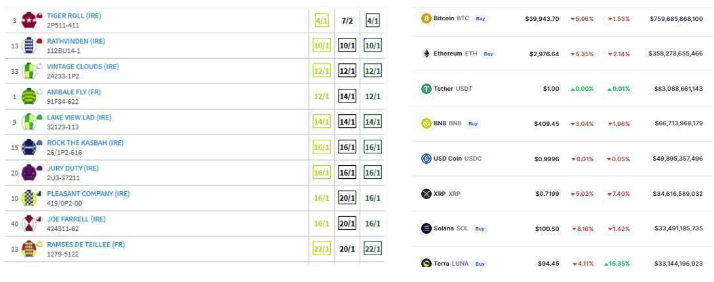 3 TIGER ROLL (IRE) 4/1 7/2 4/1
2P511-411
13 RATHVINDEN (IRE) 10/1 10/1 10/1
112BU14-1
33 VINTAGE CLOUDS (IRE) 12/1 12/1 12/1
24233-1P2
1 ANIBALE FLY (FR) 12/1 14/1 12/1
91F34-622
9 LAKE VIEW LAD (IRE) 14/1 14/1 14/1
32123-113
15 ROCK THE KASBAH (IRE) 16/1 16/1 16/1
26/1P2-616
20 JURY DUTY (IRE) 16/1 16/1 16/1
2U3-37211
10 PLEASANT COMPANY (IRE) 16/1 20/1 16/1
419/0P2-00
40 JOE FARRELL (IRE) 16/1 20/1 16/1
424311-62
23 RAMSES DE TEILLEE (FR) 22/1 20/1 22/1
1279-5122
Bitcoin BTC Buy $39,943.70 ▾5.96% ▾1.53% $759,685,868,100
Ethereum ETH Buy $2,976.64 ▾5.35% ▾2.14% $358,278,655,466
Tether USDT $1.00 ▴0.00% ▴0.01% $83,088,661,143
BNB BNB Buy $409.45 ▾3.04% ▾1.96% $66,713,968,179
USD Coin USDC $0.9996 ▾0.01% ▾0.05% $49,895,357,496
XRP XRP $0.7199 ▾5.02% ▾7.40% $34,616,589,032
Solana SOL Buy $100.50 ▾8.16% ▾1.42% $33,491,185,735
Terra LUNA Buy $94.45 ▾4.11% ▴16.35% $33,144,196,923